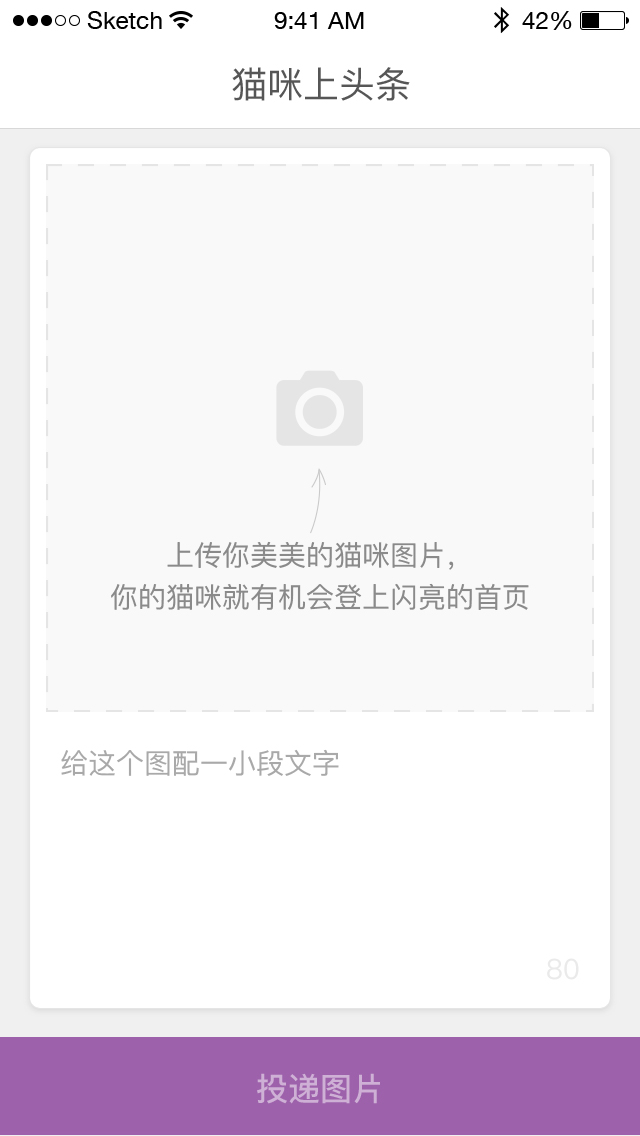 Sketch 9:41 AM 42%
猫咪上头条
上传你美美的猫咪图片，
你的猫咪就有机会登上闪亮的首页
给这个图配一小段文字
80
投递图片